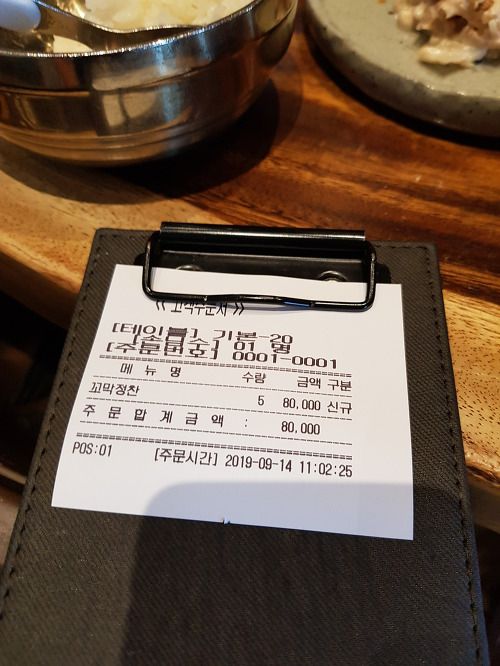 << 고객주문서 >>
[테이블] 기본-20
[손님수] 01 명
[주문번호] 0001-0001
메 뉴 명 수량 금액 구분
꼬막정찬 5 80,000 신규
주 문 합 계 금 액 : 80,000
POS:01 [주문시간] 2019-09-14 11:02:25